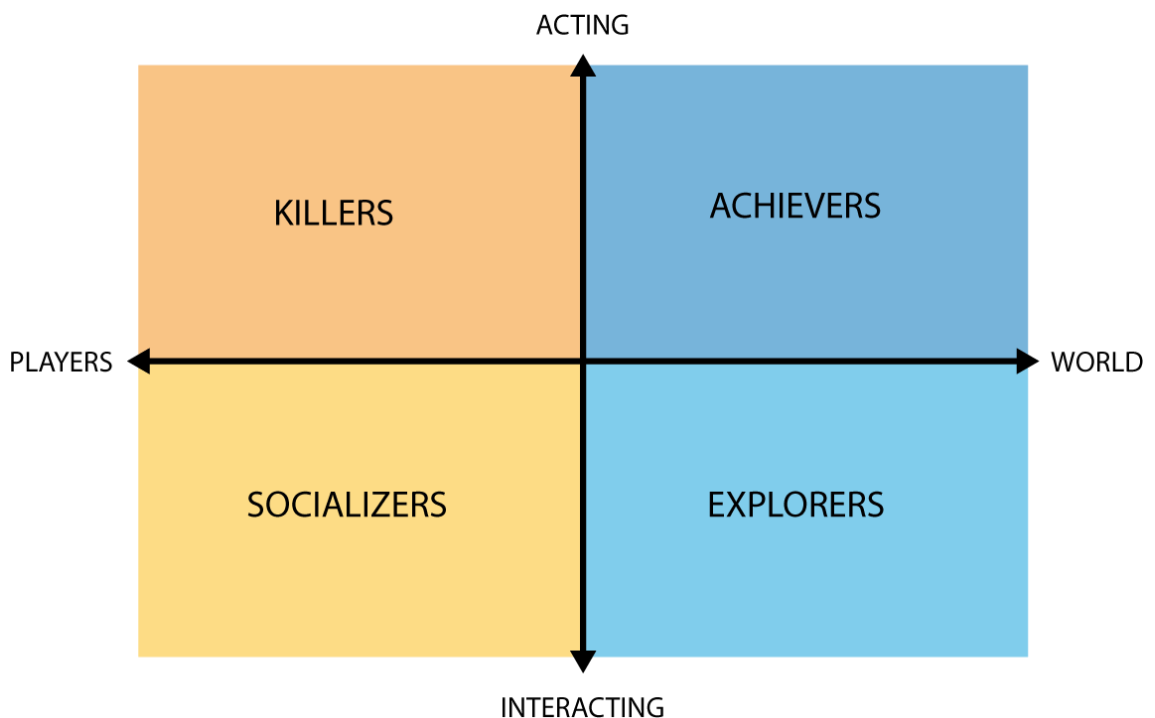 ACTING
KILLERS
ACHIEVERS
PLAYERS
WORLD
SOCIALIZERS
EXPLORERS
INTERACTING